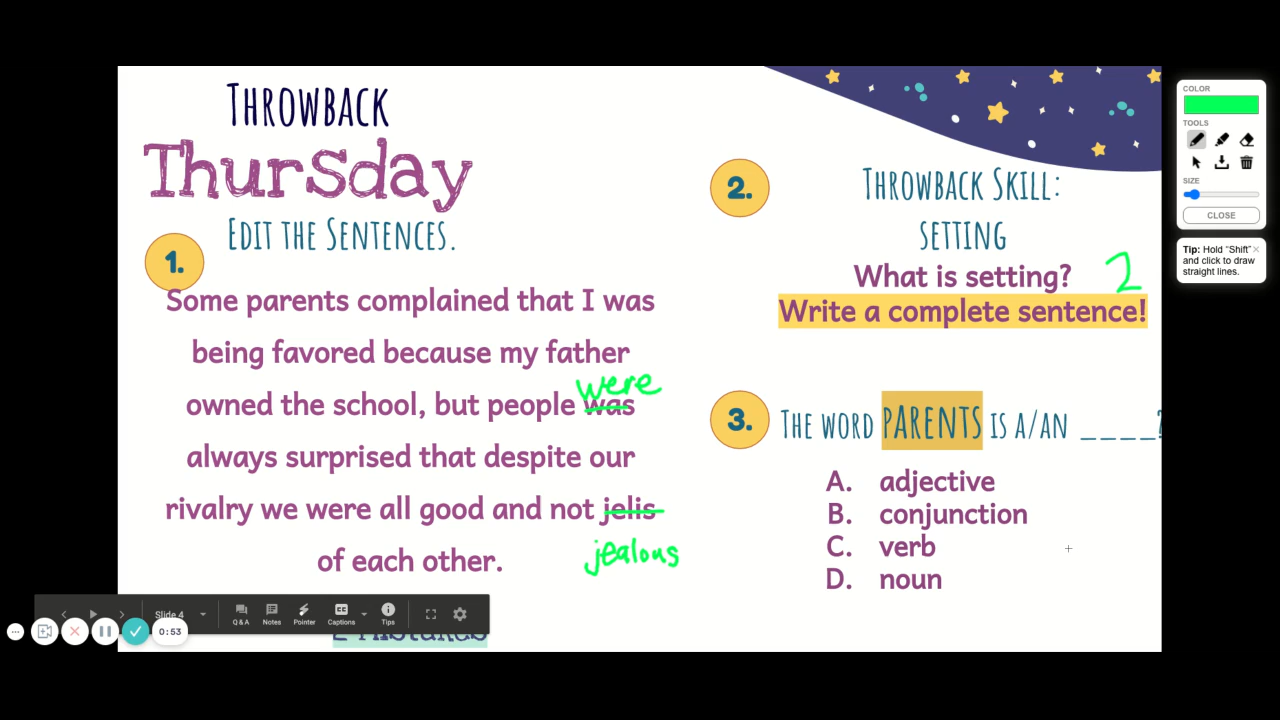 THROWBACK
Thursday
EDIT THE SENTENCES.
1.
Some parents complained that I was
being favored because my father
were
owned the school, but people was
always surprised that despite our
rivalry we were all good and not jelis
jealous
of each other.
2 Mistakes
2.
THROWBACK SKILL:
SETTING
What is setting? 2
Write a complete sentence!
3.
THE WORD PARENTS IS A/AN ____?
A. adjective
B. conjunction
C. verb
D. noun
COLOR
TOOLS
SIZE
CLOSE
Tip: Hold "Shift"
and click to draw
straight lines.
Slide 4
Q & A
Notes
Pointer
CC
Captions
Tips
0:53